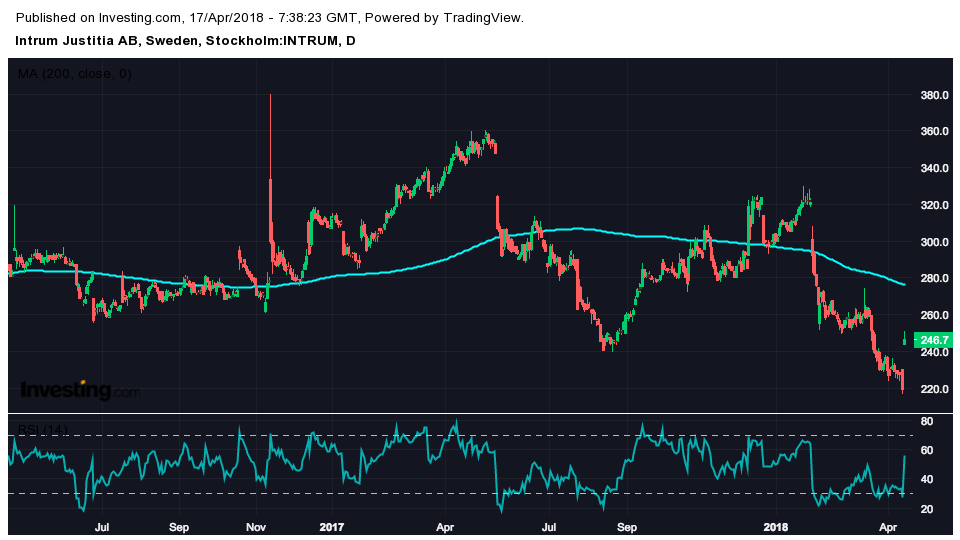 Published on Investing.com, 17/Apr/2018 - 7:38:23 GMT, Powered by TradingView.
Intrum Justitia AB, Sweden, Stockholm:INTRUM, D
MA (200, close, 0)
380.0
360.0
340.0
320.0
300.0
280.0
260.0
246.7
240.0
220.0
Investing.com
RSI (14)
80
60
40
20
Jul Sep Nov 2017 Apr Jul Sep 2018 Apr